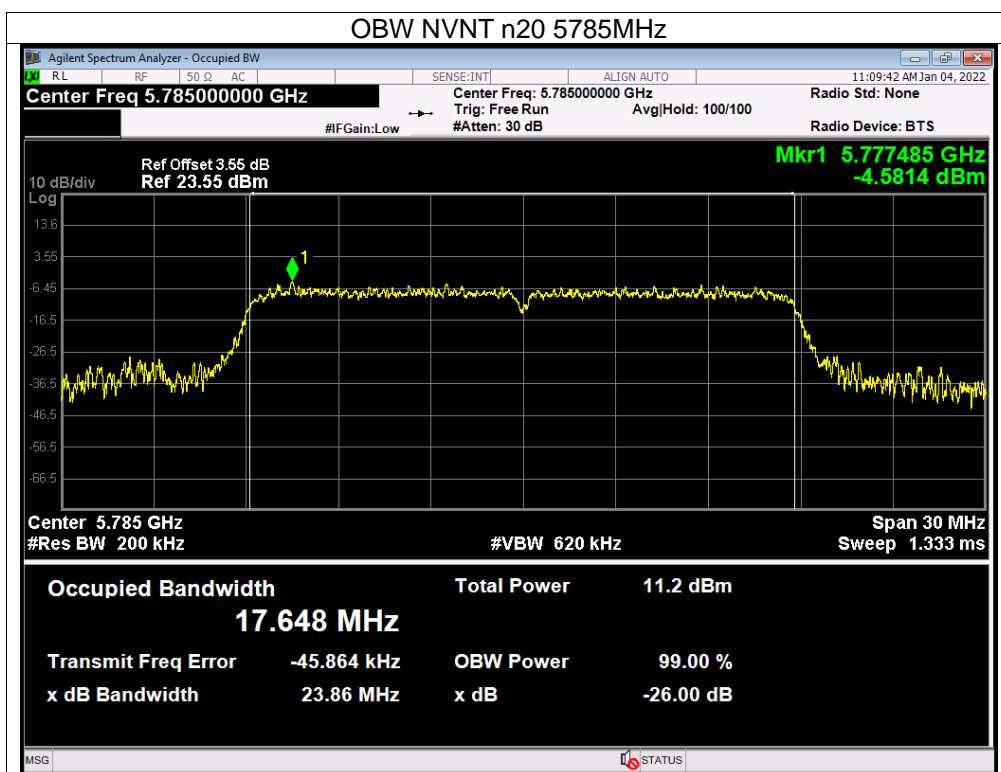 OBW NVNT n20 5785MHz
Agilent Spectrum Analyzer - Occupied BW
LXI RL RF 50 Ω AC SENSE:INT ALIGN AUTO 11:09:42 AM Jan 04, 2022
Center Freq 5.785000000 GHz Center Freq: 5.785000000 GHz Radio Std: None
Trig: Free Run Avg|Hold: 100/100
#IFGain:Low #Atten: 30 dB Radio Device: BTS
Mkr1 5.777485 GHz
-4.5814 dBm
Ref Offset 3.55 dB
10 dB/div Ref 23.55 dBm
Log
13.6
3.55
1
-6.45
-16.5
-26.5
-36.5
-46.5
-56.5
-66.5
Center 5.785 GHz Span 30 MHz
#Res BW 200 kHz #VBW 620 kHz Sweep 1.333 ms
Occupied Bandwidth Total Power 11.2 dBm
17.648 MHz
Transmit Freq Error -45.864 kHz OBW Power 99.00 %
x dB Bandwidth 23.86 MHz x dB -26.00 dB
MSG STATUS